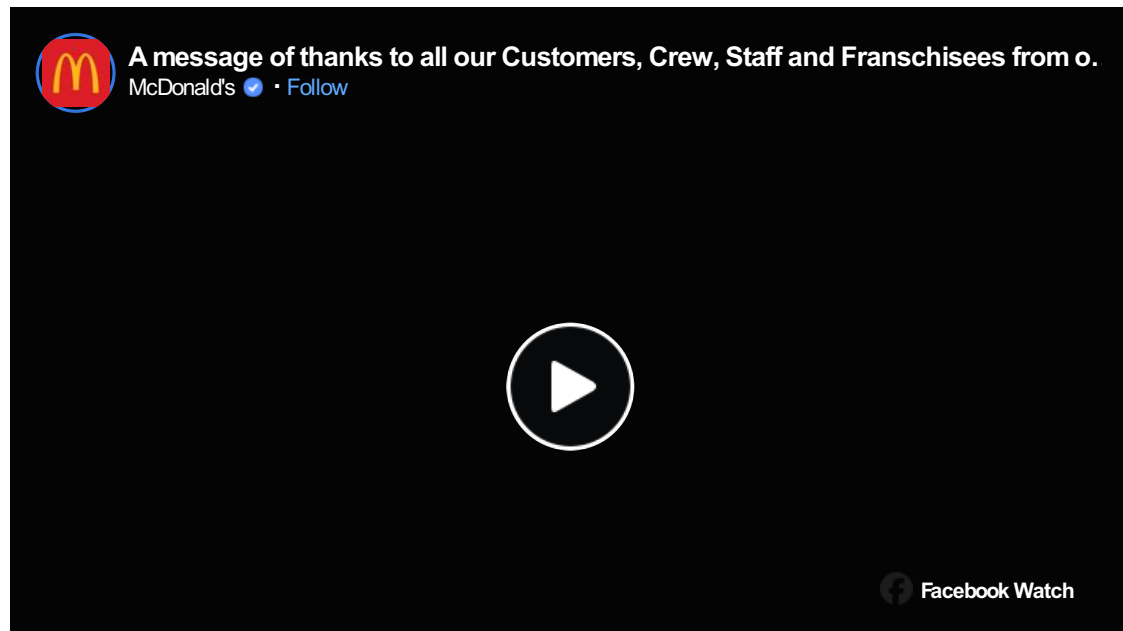 A message of thanks to all our Customers, Crew, Staff and Franschisees from o.
McDonald's · Follow
Facebook Watch